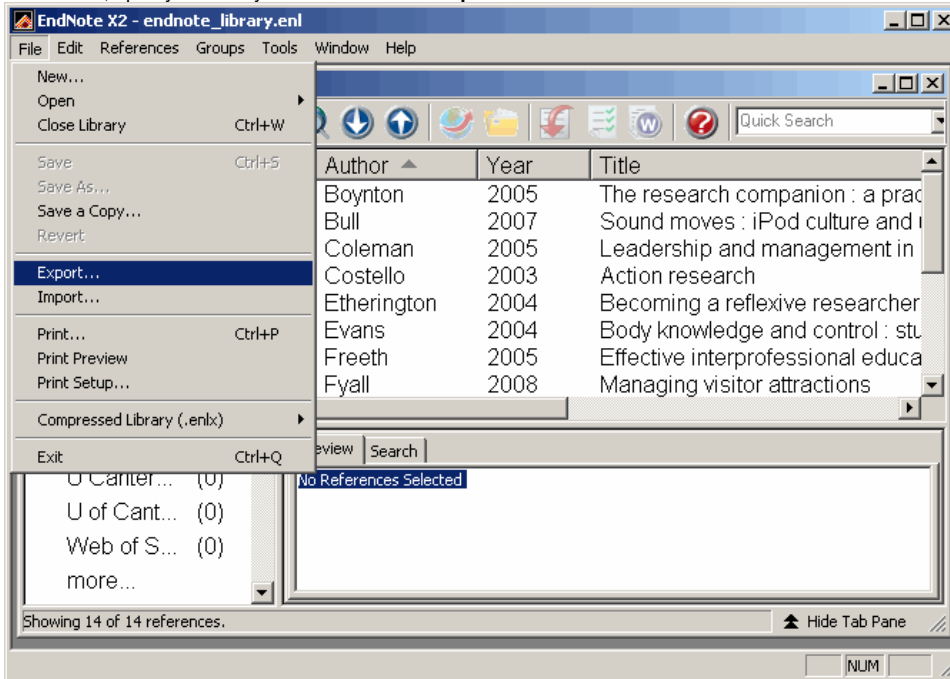 EndNote X2 - endnote_library.enl
File Edit References Groups Tools Window Help
New...
Open
Close Library Ctrl+W
Save Ctrl+S
Save As...
Save a Copy...
Revert
Export...
Import...
Print... Ctrl+P
Print Preview
Print Setup...
Compressed Library (.enlx)
Exit Ctrl+Q
Quick Search
Author Year Title
Boynton 2005 The research companion : a prac
Bull 2007 Sound moves : iPod culture and
Coleman 2005 Leadership and management in
Costello 2003 Action research
Etherington 2004 Becoming a reflexive researcher
Evans 2004 Body knowledge and control : stu
Freeth 2005 Effective interprofessional educa
Fyall 2008 Managing visitor attractions
eview Search
No References Selected
U Canter... (0)
U of Cant... (0)
Web of S... (0)
more...
Showing 14 of 14 references. Hide Tab Pane
NUM